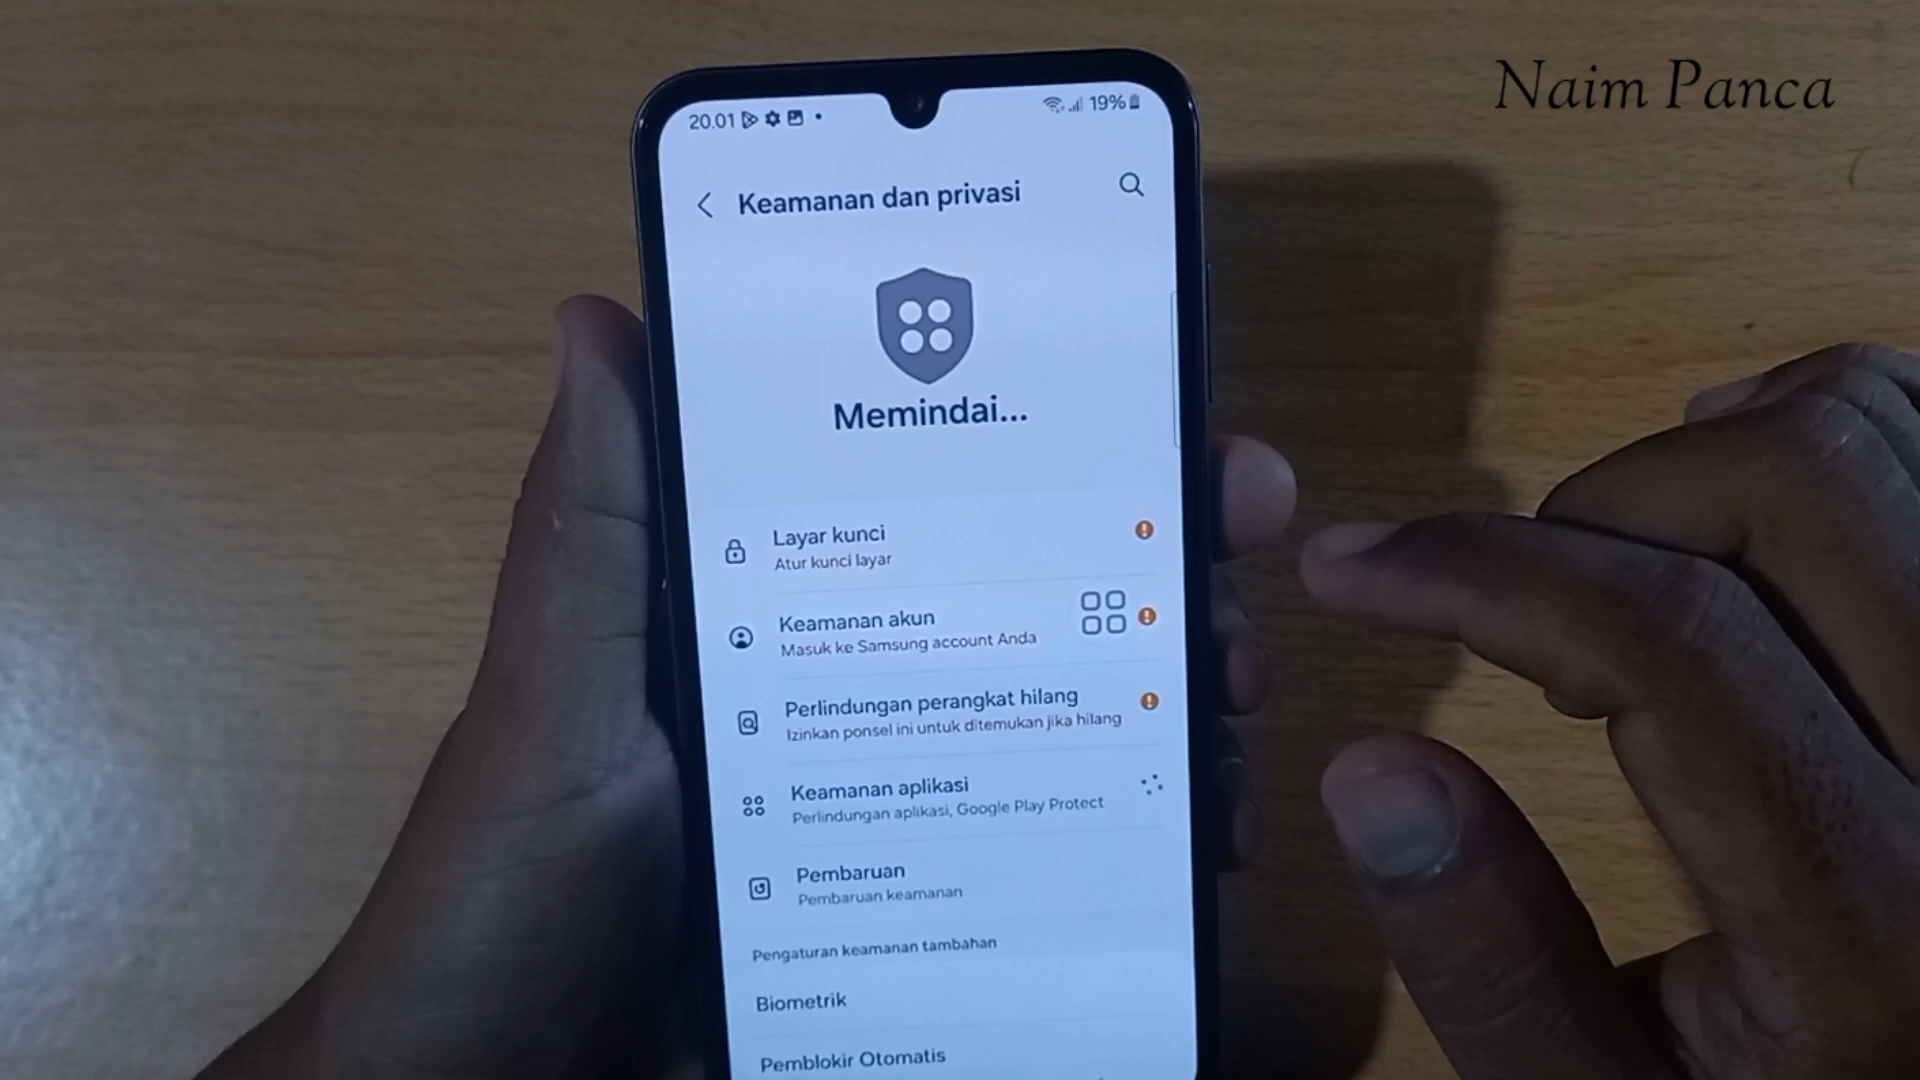 Naim Panca
20.01
19%
Keamanan dan privasi
Memindai...
Layar kunci
Atur kunci layar
Keamanan akun
Masuk ke Samsung account Anda
Perlindungan perangkat hilang
Izinkan ponsel ini untuk ditemukan jika hilang
Keamanan aplikasi
Perlindungan aplikasi, Google Play Protect
Pembaruan
Pembaruan keamanan
Pengaturan keamanan tambahan
Biometrik
Pemblokir Otomatis